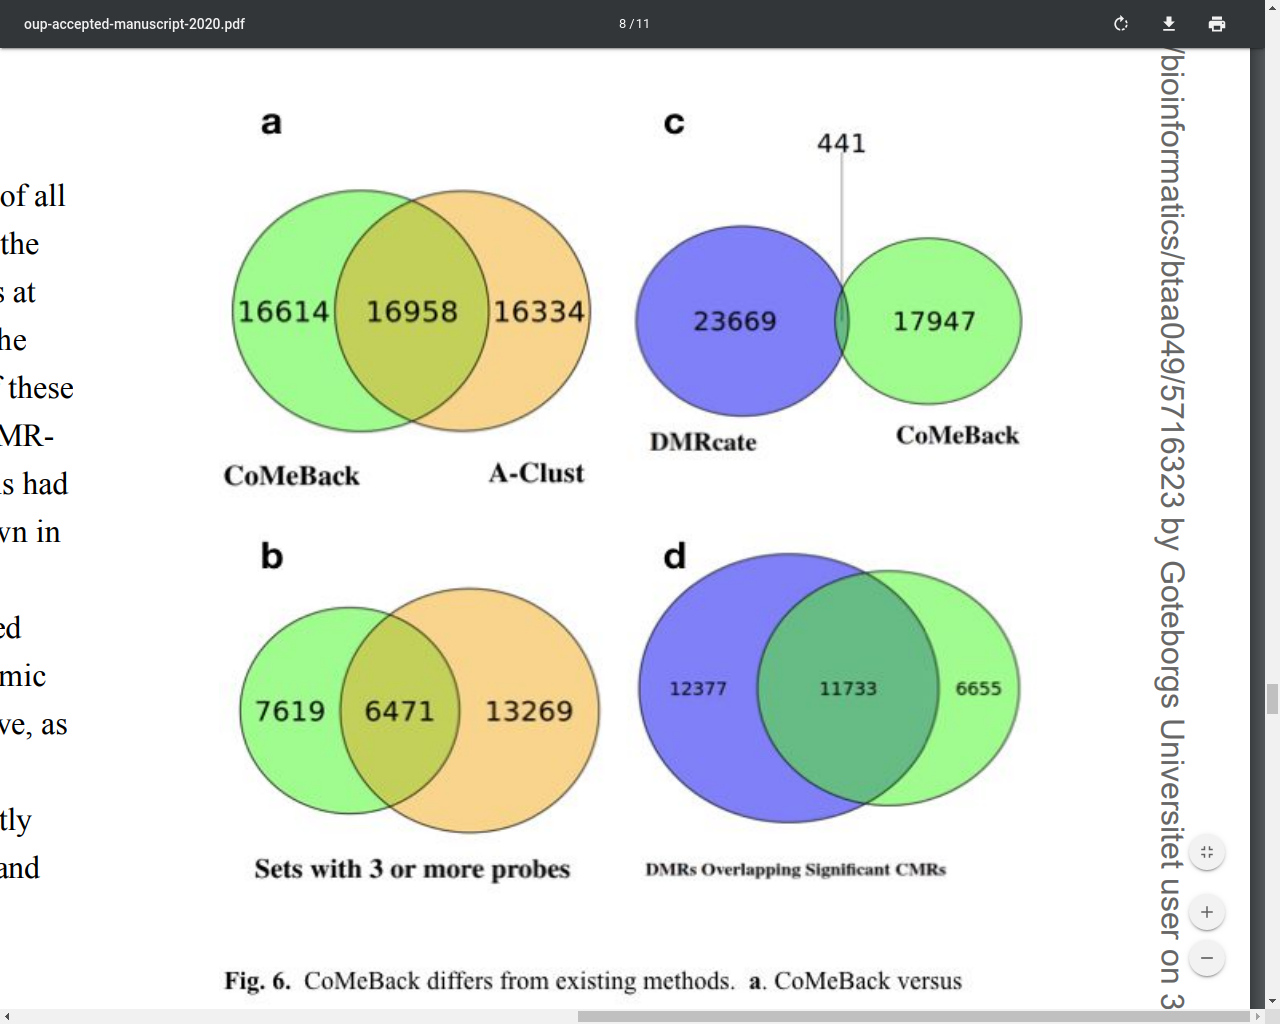 oup-accepted-manuscript-2020.pdf
8 / 11
of all
the
s at
he
these
MR-
s had
vn in
ed
mic
ve, as
tly
and
a
16614
16958
16334
CoMeBack
A-Clust
c
441
23669
17947
DMRcate
CoMeBack
b
7619
6471
13269
Sets with 3 or more probes
d
12377
11733
6655
DMRs Overlapping Significant CMRs
Fig. 6. CoMeBack differs from existing methods. a. CoMeBack versus
/bioinformatics/btaa049/5716323 by Goteborgs Universitet user on 3